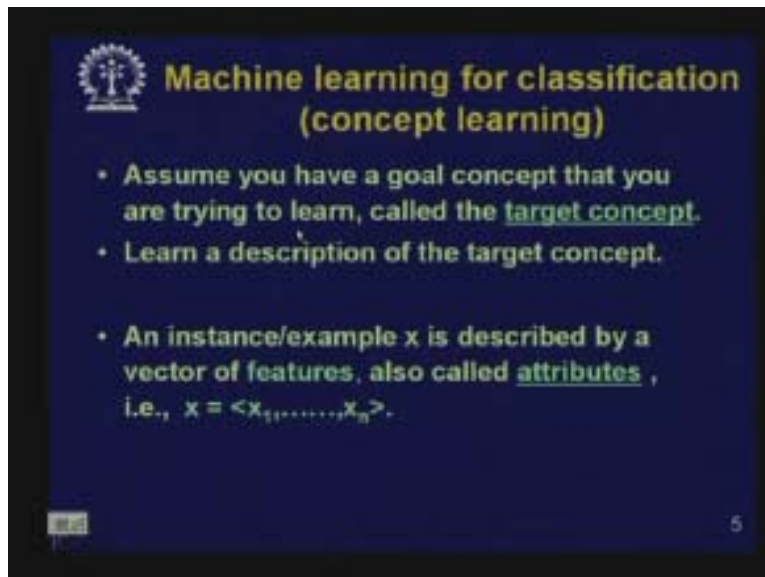 Machine learning for classification
(concept learning)
• Assume you have a goal concept that you
are trying to learn, called the target concept.
• Learn a description of the target concept.
• An instance/example x is described by a
vector of features, also called attributes ,
i.e., x = <x₁,......,xₙ>.
5